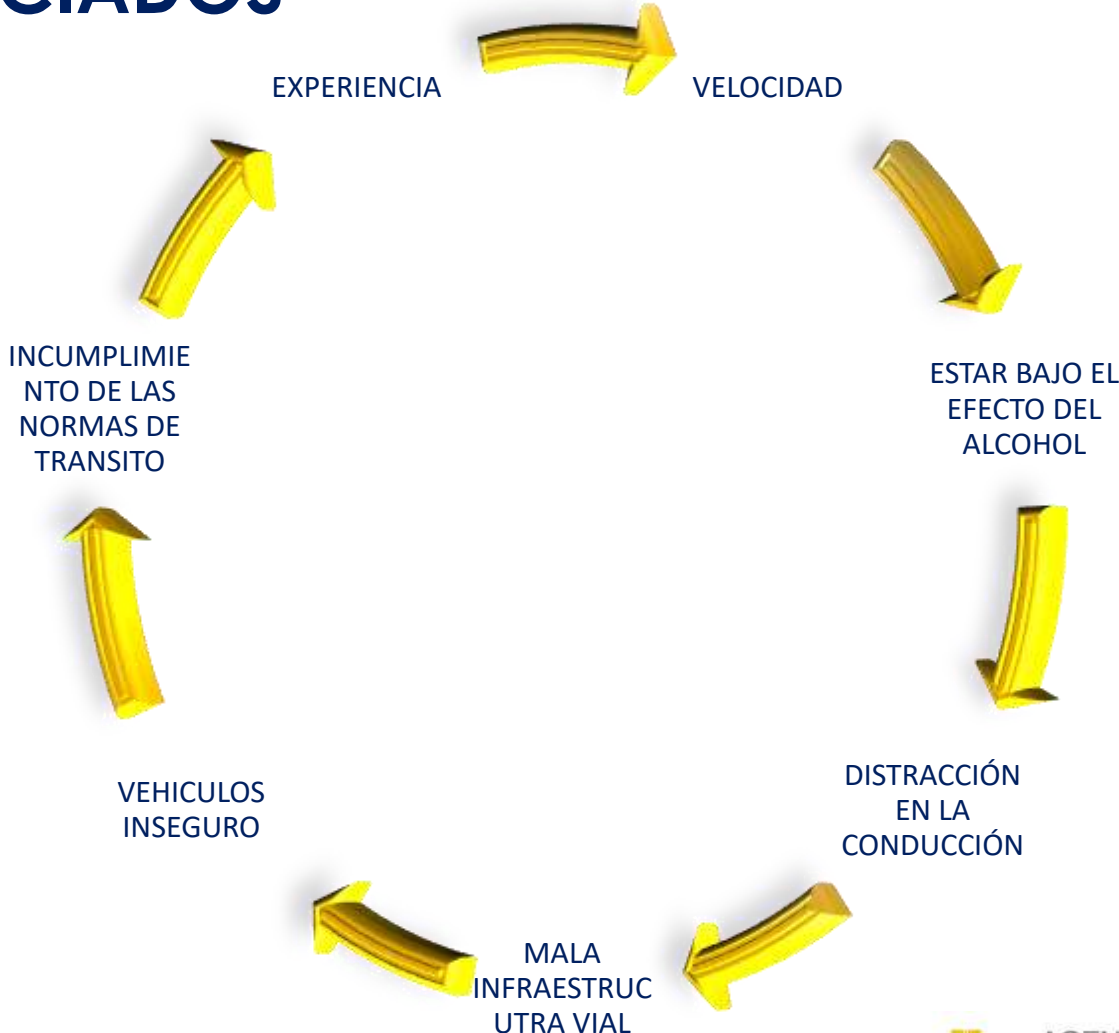 CIADOS
EXPERIENCIA
VELOCIDAD
ESTAR BAJO EL
EFECTO DEL
ALCOHOL
DISTRACCIÓN
EN LA
CONDUCCIÓN
MALA
INFRAESTRUC
UTRA VIAL
VEHICULOS
INSEGURO
INCUMPLIMIE
NTO DE LAS
NORMAS DE
TRANSITO